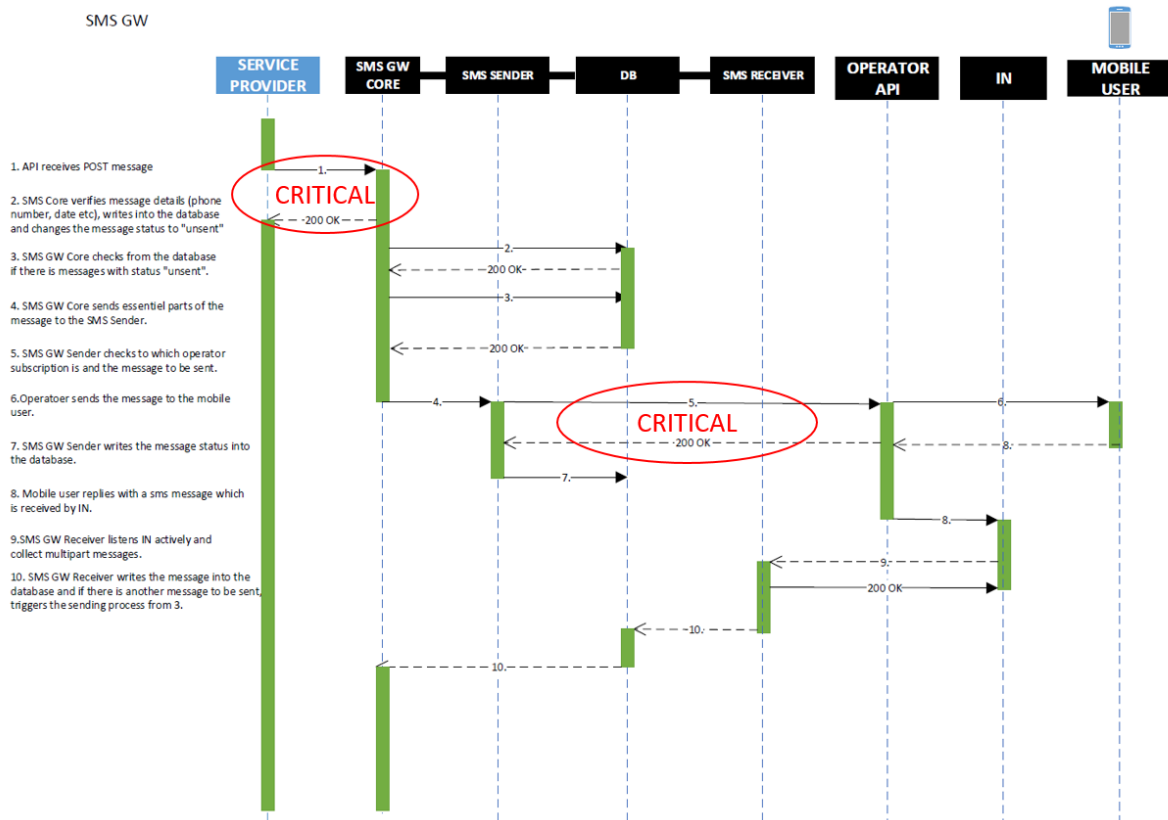 SMS GW
SERVICE
PROVIDER
SMS GW
CORE
SMS SENDER
DB
SMS RECEIVER
OPERATOR
API
IN
MOBILE
USER
1. API receives POST message
2. SMS Core verifies message details (phone
number, date etc), writes into the database
and changes the message status to "unsent"
3. SMS GW Core checks from the database
if there is messages with status "unsent".
4. SMS GW Core sends essentiel parts of the
message to the SMS Sender.
5. SMS GW Sender checks to which operator
subscription is and the message to be sent.
6.Operatoer sends the message to the mobile
user.
7. SMS GW Sender writes the message status into
the database.
8. Mobile user replies with a sms message which
is received by IN.
9.SMS GW Receiver listens IN actively and
collect multipart messages.
10. SMS GW Receiver writes the message into the
database and if there is another message to be sent,
triggers the sending process from 3.
1.
CRITICAL
200 OK
2.
200 OK
3.
200 OK
4.
5.
6.
CRITICAL
200 OK
8.
7.
8.
9.
200 OK
10.
10.